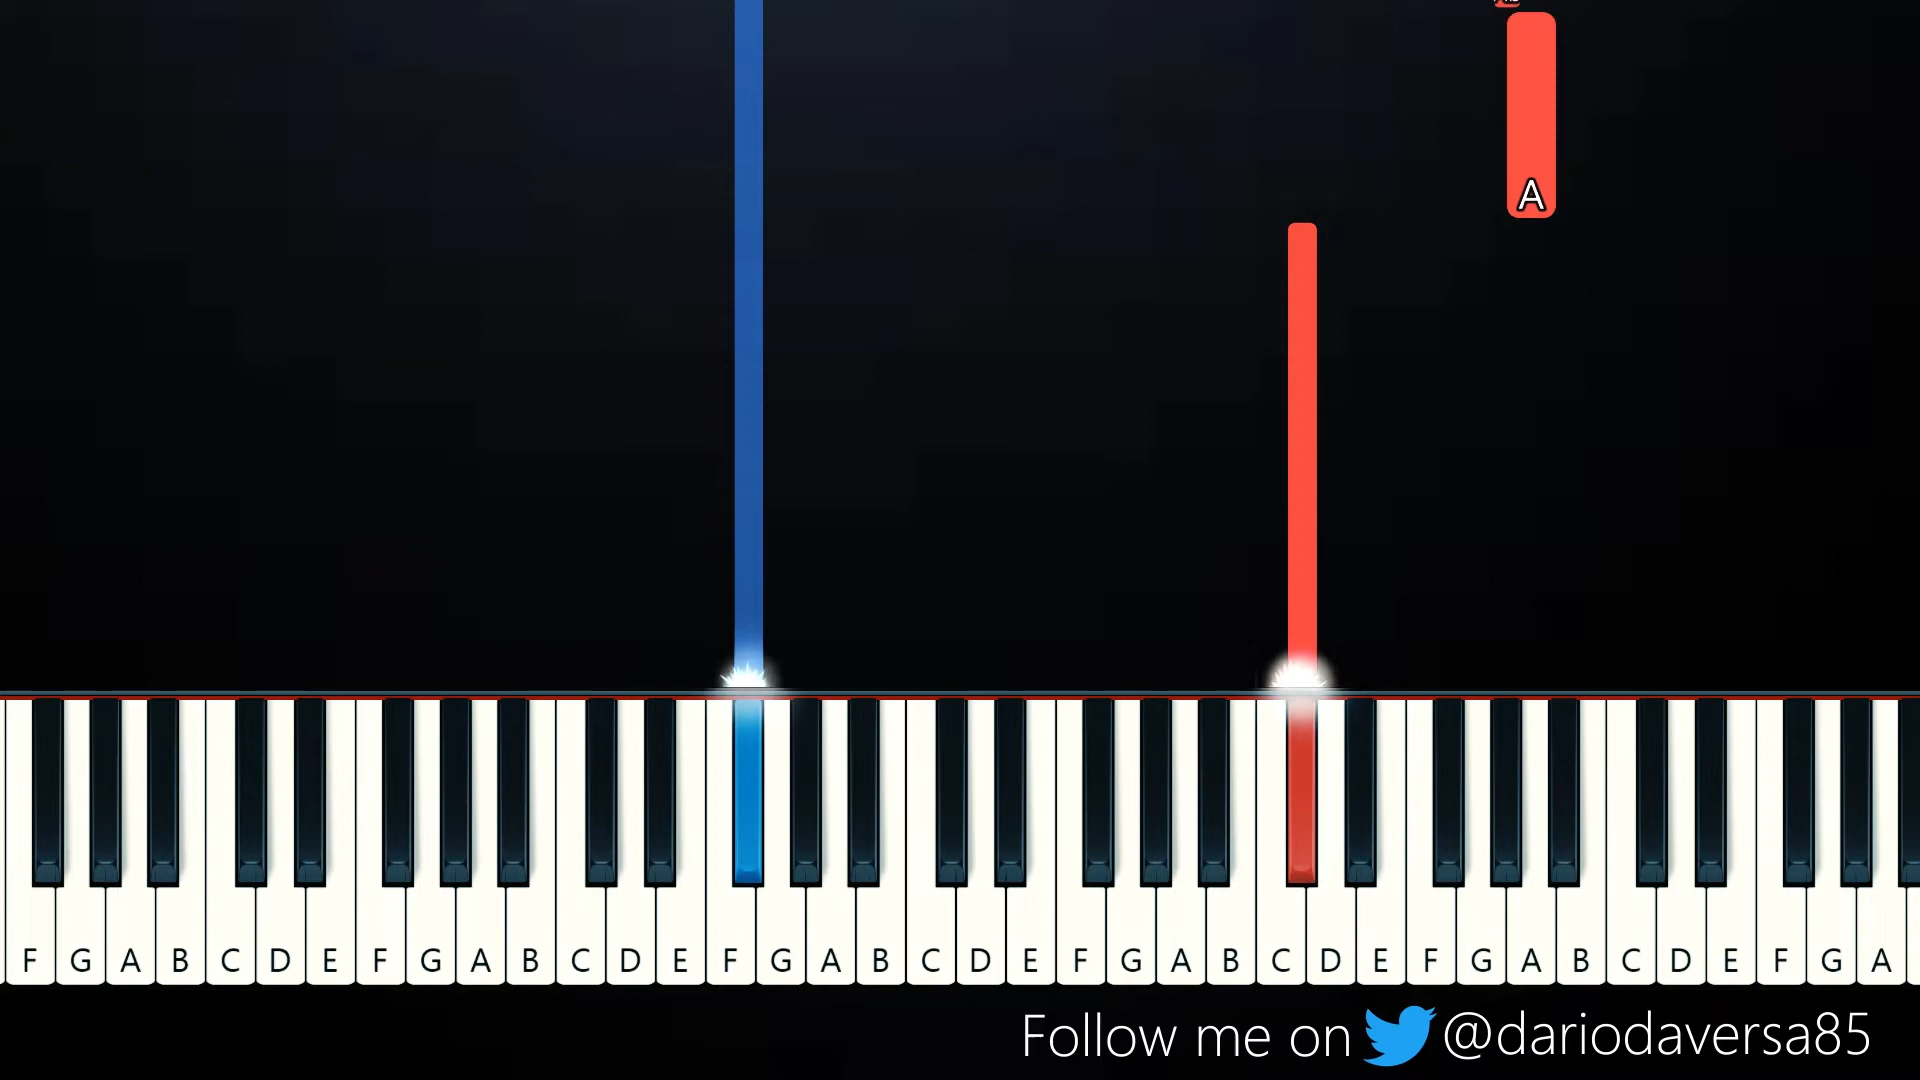 A
F G A B C D E F G A B C D E F G A B C D E F G A B C D E F G A B C D E F G A
Follow me on @dariodaversa85